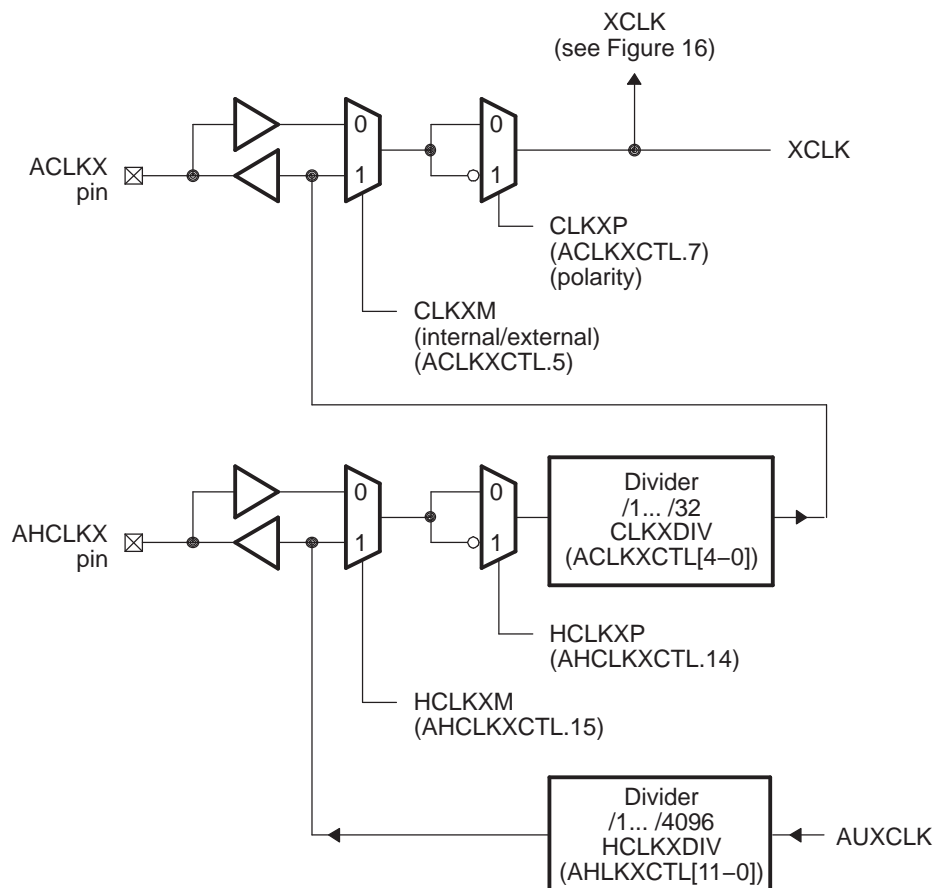 XCLK
(see Figure 16)
0
1
ACLKX
pin
0
1
XCLK
CLKXP
(ACLKXCTL.7)
(polarity)
CLKXM
(internal/external)
(ACLKXCTL.5)
AHCLKX
pin
0
1
0
1
Divider
/1... /32
CLKXDIV
(ACLKXCTL[4−0])
HCLKXP
(AHCLKXCTL.14)
HCLKXM
(AHCLKXCTL.15)
Divider
/1... /4096
HCLKXDIV
(AHLKXCTL[11−0])
AUXCLK